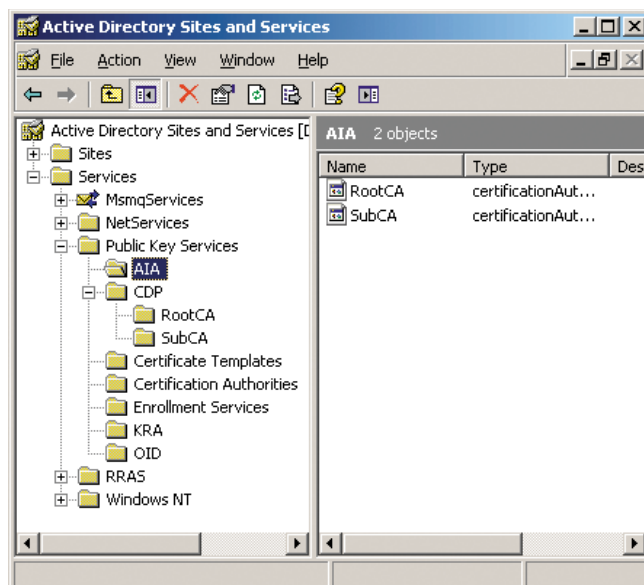 Active Directory Sites and Services
File Action View Window Help
Active Directory Sites and Services [D
Sites
Services
MsmqServices
NetServices
Public Key Services
AIA
CDP
RootCA
SubCA
Certificate Templates
Certification Authorities
Enrollment Services
KRA
OID
RRAS
Windows NT
AIA 2 objects
Name Type Des
RootCA certificationAut...
SubCA certificationAut...